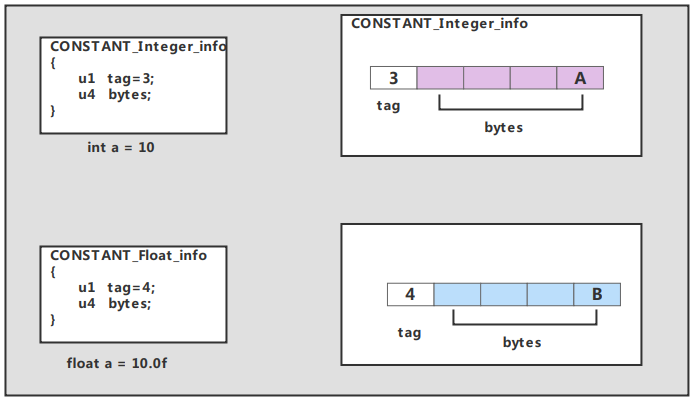 CONSTANT_Integer_info
{
u1 tag=3;
u4 bytes;
}
int a = 10
CONSTANT_Integer_info
3 A
tag
bytes
CONSTANT_Float_info
{
u1 tag=4;
u4 bytes;
}
float a = 10.0f
4 B
tag
bytes